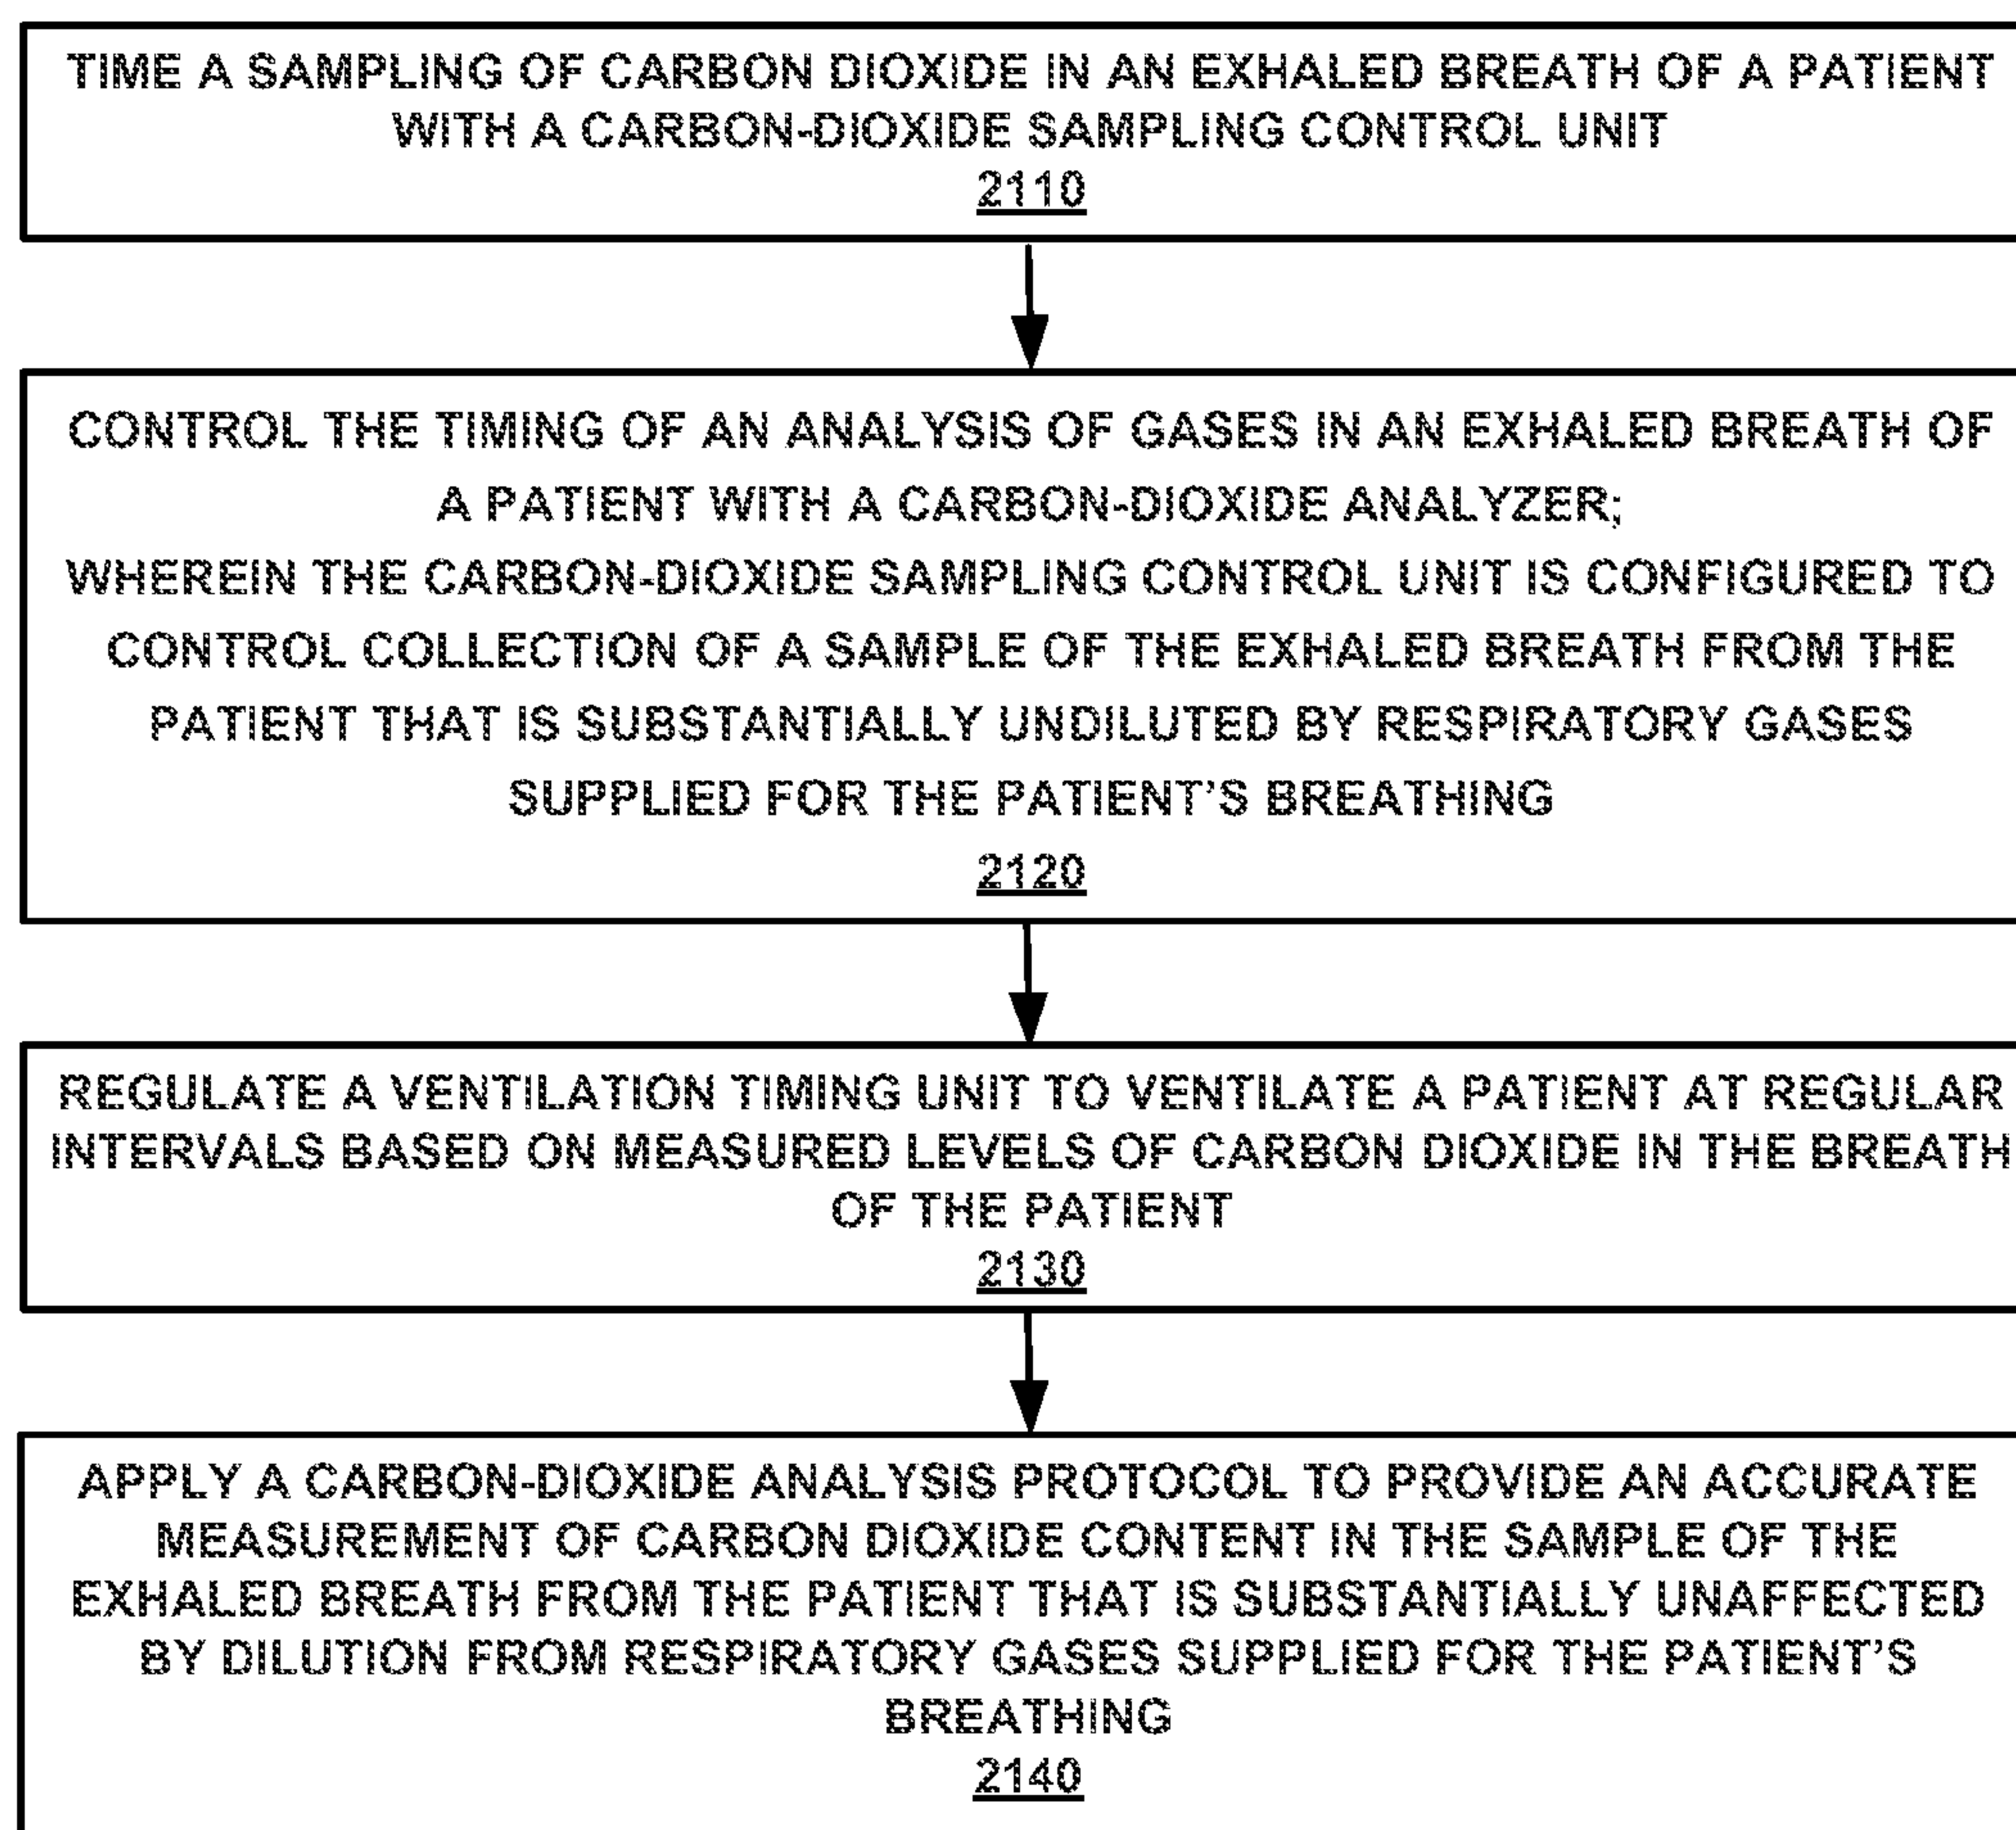 TIME A SAMPLING OF CARBON DIOXIDE IN AN EXHALED BREATH OF A PATIENT
WITH A CARBON-DIOXIDE SAMPLING CONTROL UNIT
2110
CONTROL THE TIMING OF AN ANALYSIS OF GASES IN AN EXHALED BREATH OF
A PATIENT WITH A CARBON-DIOXIDE ANALYZER;
WHEREIN THE CARBON-DIOXIDE SAMPLING CONTROL UNIT IS CONFIGURED TO
CONTROL COLLECTION OF A SAMPLE OF THE EXHALED BREATH FROM THE
PATIENT THAT IS SUBSTANTIALLY UNDILUTED BY RESPIRATORY GASES
SUPPLIED FOR THE PATIENT'S BREATHING
2120
REGULATE A VENTILATION TIMING UNIT TO VENTILATE A PATIENT AT REGULAR
INTERVALS BASED ON MEASURED LEVELS OF CARBON DIOXIDE IN THE BREATH
OF THE PATIENT
2130
APPLY A CARBON-DIOXIDE ANALYSIS PROTOCOL TO PROVIDE AN ACCURATE
MEASUREMENT OF CARBON DIOXIDE CONTENT IN THE SAMPLE OF THE
EXHALED BREATH FROM THE PATIENT THAT IS SUBSTANTIALLY UNAFFECTED
BY DILUTION FROM RESPIRATORY GASES SUPPLIED FOR THE PATIENT'S
BREATHING
2140